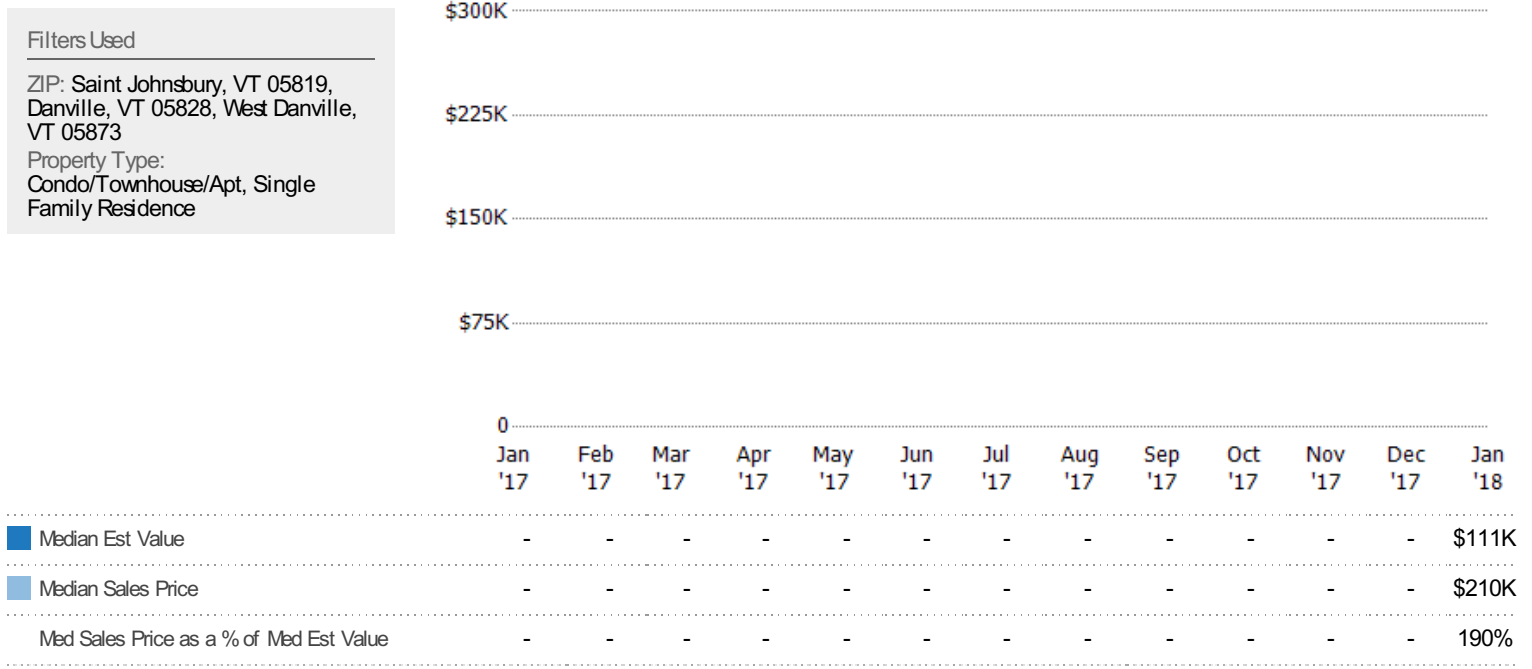 Filters Used
ZIP: Saint Johnsbury, VT 05819,
Danville, VT 05828, West Danville,
VT 05873
Property Type:
Condo/Townhouse/Apt, Single
Family Residence
$300K
$225K
$150K
$75K
0
Jan Feb Mar Apr May Jun Jul Aug Sep Oct Nov Dec Jan
'17 '17 '17 '17 '17 '17 '17 '17 '17 '17 '17 '17 '18
Median Est Value - - - - - - - - - - - - $111K
Median Sales Price - - - - - - - - - - - - $210K
Med Sales Price as a % of Med Est Value - - - - - - - - - - - - 190%